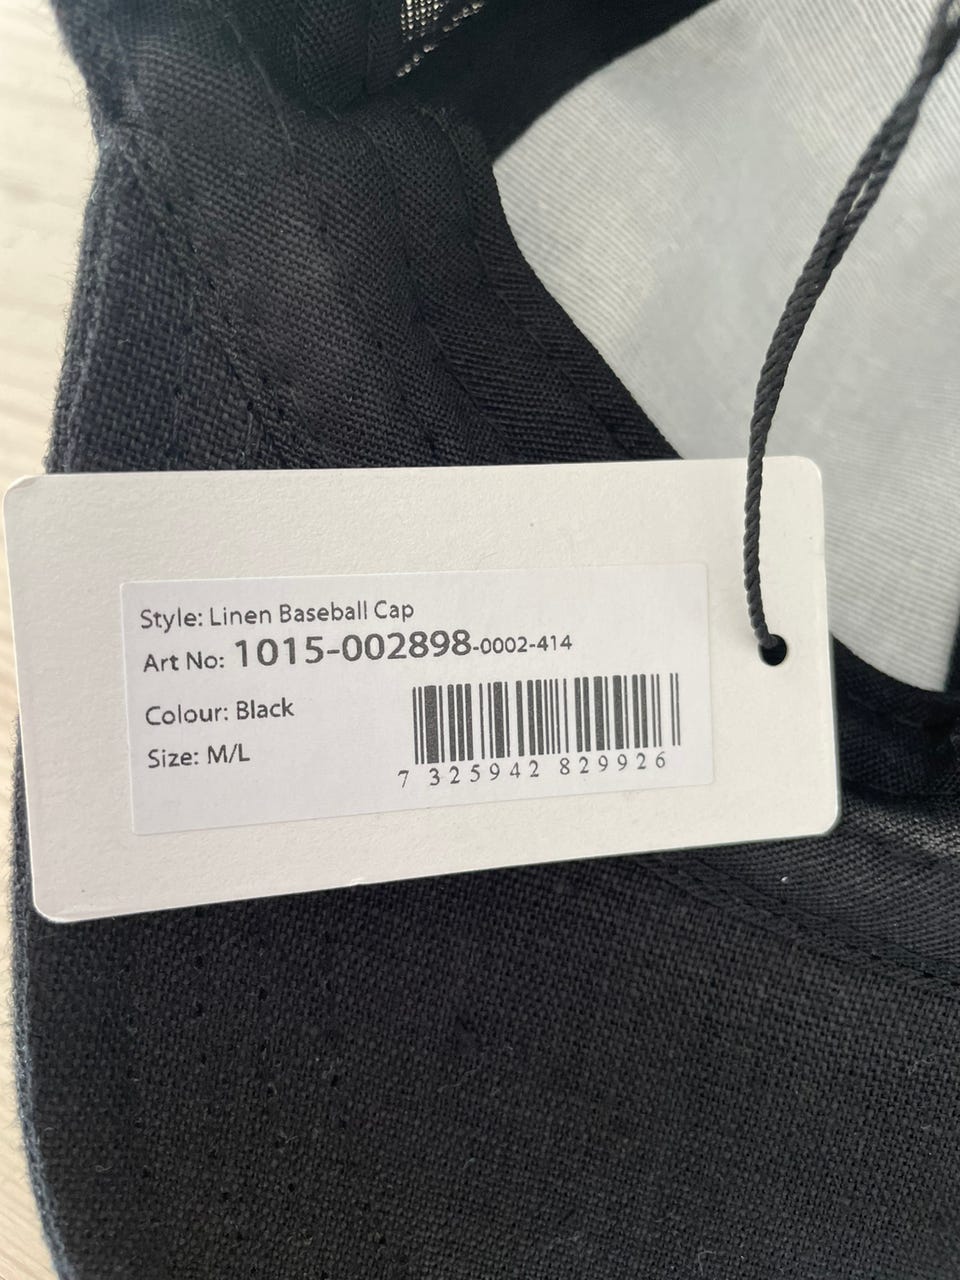 Style: Linen Baseball Cap
Art No: 1015-002898-0002-414
Colour: Black
Size: M/L
7 325942 829926